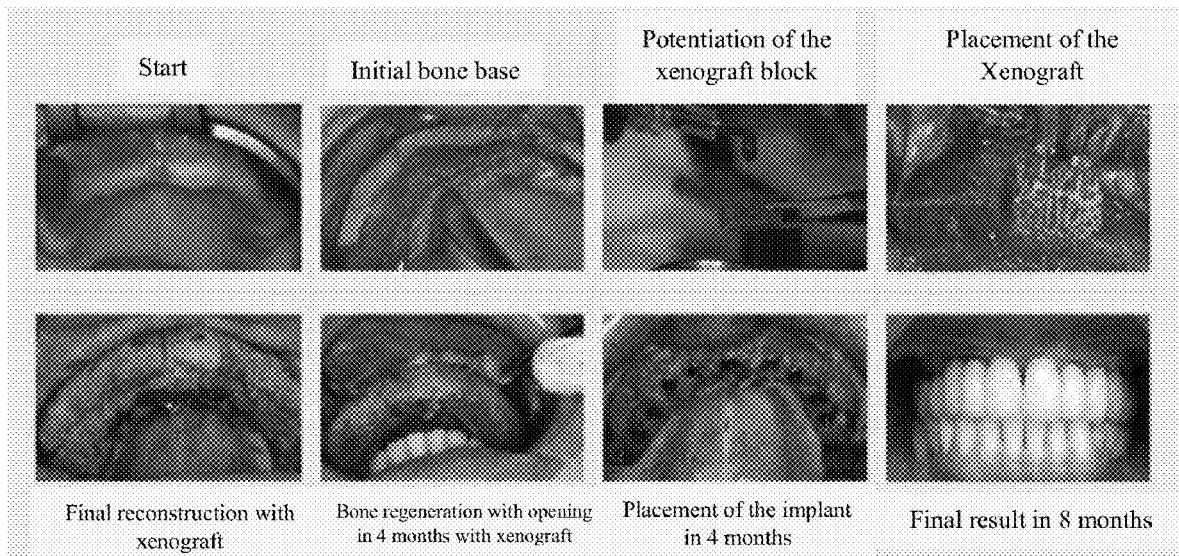 Start
Initial bone base
Potentiation of the
xenograft block
Placement of the
Xenograft
Final reconstruction with
xenograft
Bone regeneration with opening
in 4 months with xenograft
Placement of the implant
in 4 months
Final result in 8 months